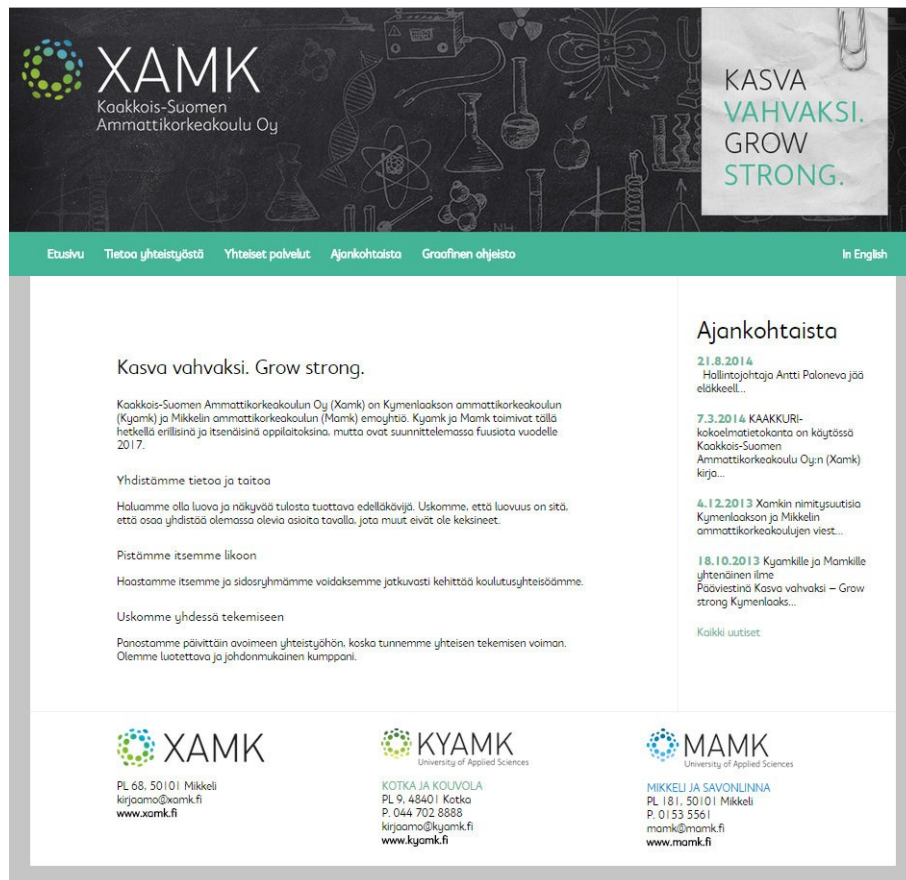 XAMK
Kaakkois-Suomen
Ammattikorkeakoulu Oy
KASVA
VAHVAKSI.
GROW
STRONG.
Etusivu Tietoa yhteistyöstä Yhteiset palvelut Ajankohtaista Graafinen ohjeisto In English
Kasva vahvaksi. Grow strong.
Kaakkois-Suomen Ammattikorkeakoulun Oy (Xamk) on Kymenlaakson ammattikorkeakoulun
(Kyamk) ja Mikkelin ammattikorkeakoulun (Mamk) emoyhtiö. Kyamk ja Mamk toimivat tällä
hetkellä erillisinä ja itsenäisinä oppilaitoksina, mutta ovat suunnittelemassa fuusiota vuodelle
2017.
Yhdistämme tietoa ja taitoa
Haluamme olla luova ja näkyvää tulosta tuottava edelläkävijä. Uskomme, että luovuus on sitä,
että osaa yhdistää olemassa olevia asioita tavalla, jota muut eivät ole keksineet.
Pistämme itsemme likoon
Haastamme itsemme ja sidosryhmämme voidaksemme jatkuvasti kehittää koulutusyhteisöämme.
Uskomme yhdessä tekemiseen
Panostamme päivittäin avoimeen yhteistyöhön, koska tunnemme yhteisen tekemisen voiman.
Olemme luotettava ja johdonmukainen kumppani.
Ajankohtaista
21.8.2014
Hallintojohtaja Antti Paloneva jää
eläkkeell...
7.3.2014 KAAKKURI-
kokoelmatietokanta on käytössä
Kaakkois-Suomen
Ammattikorkeakoulu Oy:n (Xamk)
kirja...
4.12.2013 Xamkin nimitysuutisia
Kymenlaakson ja Mikkelin
ammattikorkeakoulujen viest...
18.10.2013 Kyamkille ja Mamkille
yhtenäinen ilme
Pääviestinä Kasva vahvaksi – Grow
strong Kymenlaaks...
Kaikki uutiset
XAMK
PL 68, 50101 Mikkeli
kirjaamo@xamk.fi
www.xamk.fi
KYAMK
University of Applied Sciences
KOTKA JA KOUVOLA
PL 9, 48401 Kotka
P. 044 702 8888
kirjaamo@kyamk.fi
www.kyamk.fi
MAMK
University of Applied Sciences
MIKKELI JA SAVONLINNA
PL 181, 50101 Mikkeli
P. 0153 5561
mamk@mamk.fi
www.mamk.fi